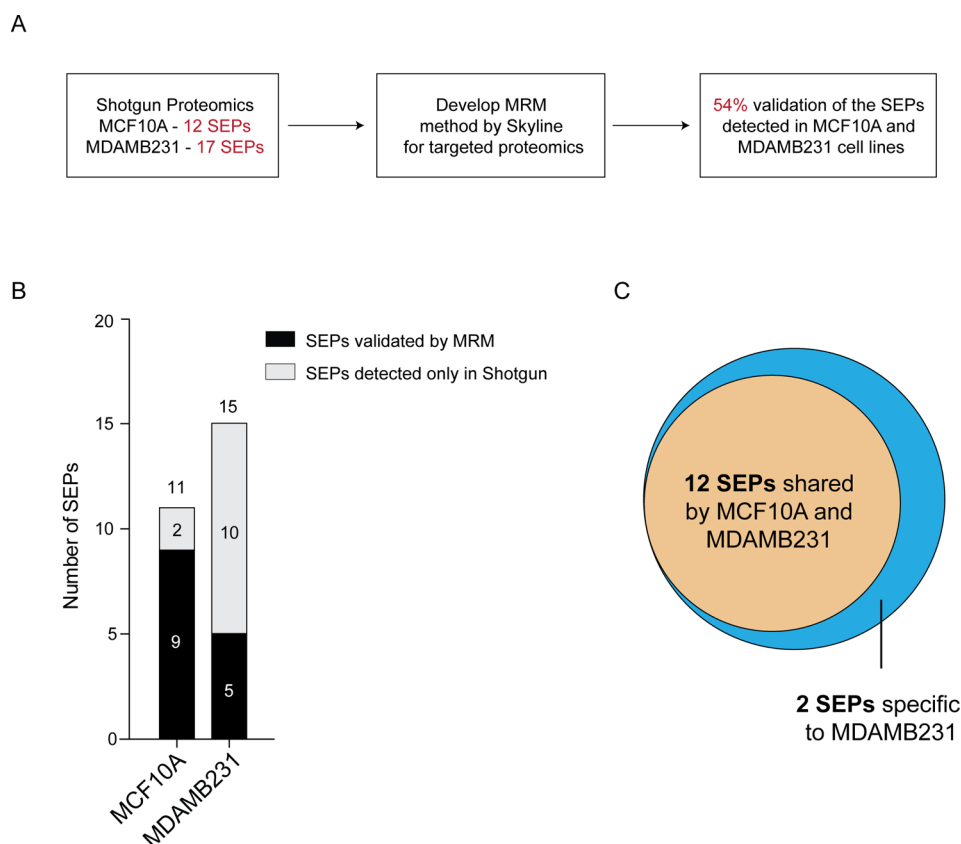 A
Shotgun Proteomics
MCF10A - 12 SEPs
MDAMB231 - 17 SEPs
Develop MRM
method by Skyline
for targeted proteomics
54% validation of the SEPs
detected in MCF10A and
MDAMB231 cell lines
B
Number of SEPs
20
15
10
5
0
SEPs validated by MRM
SEPs detected only in Shotgun
11
2
9
15
10
5
MCF10A
MDAMB231
C
12 SEPs shared
by MCF10A and
MDAMB231
2 SEPs specific
to MDAMB231